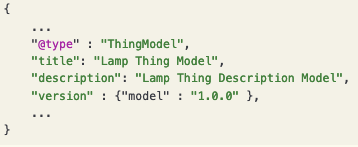 {
...
"@type" : "ThingModel",
"title": "Lamp Thing Model",
"description": "Lamp Thing Description Model",
"version" : {"model" : "1.0.0" },
...
}